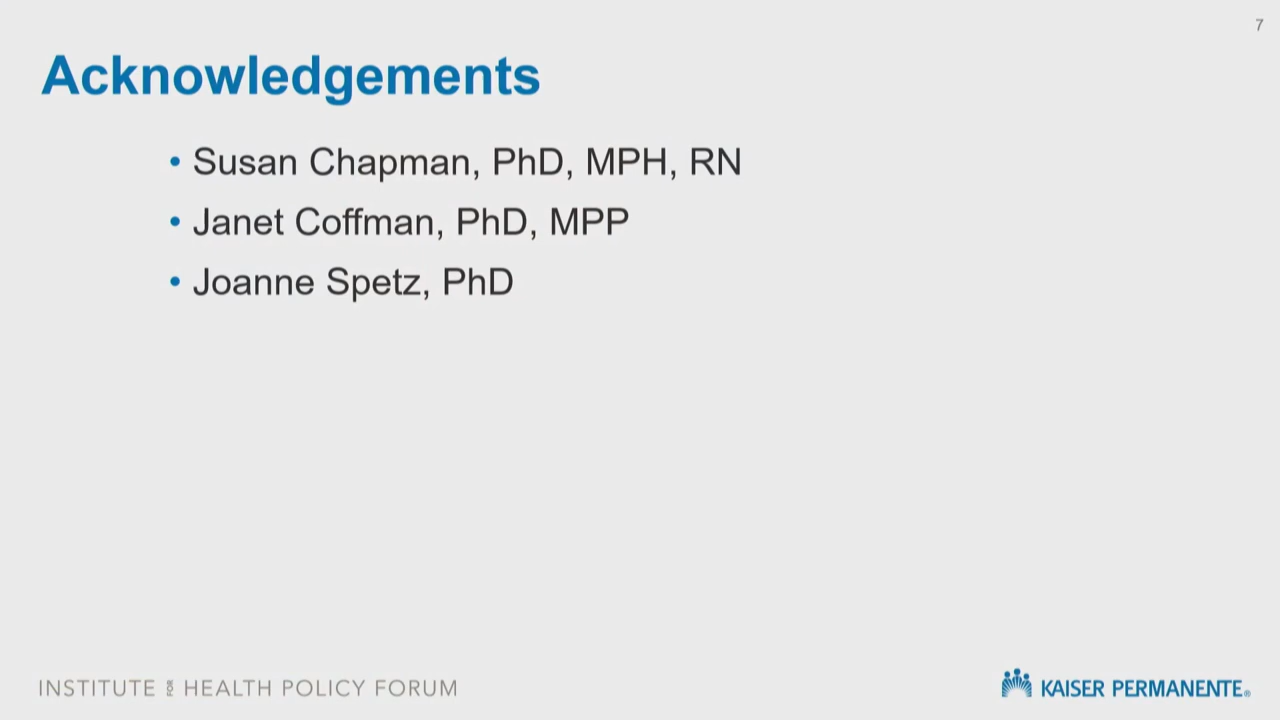 7
Acknowledgements
• Susan Chapman, PhD, MPH, RN
• Janet Coffman, PhD, MPP
• Joanne Spetz, PhD
INSTITUTE FOR HEALTH POLICY FORUM
KAISER PERMANENTE®